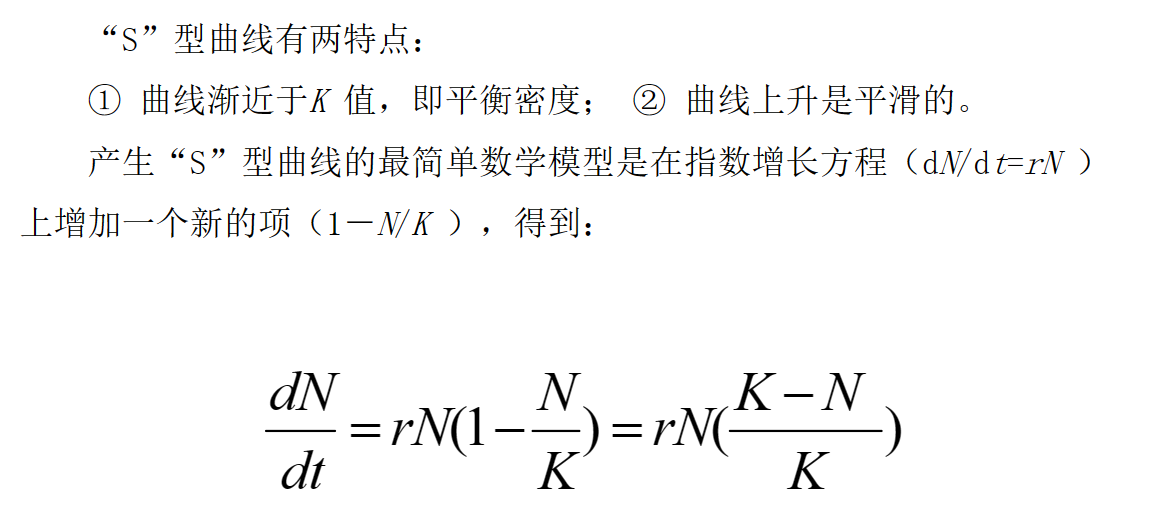 “S”型曲线有两特点：
① 曲线渐近于K 值，即平衡密度； ② 曲线上升是平滑的。
产生“S”型曲线的最简单数学模型是在指数增长方程（dN/dt=rN ）
上增加一个新的项（1－N/K ），得到：
dN/dt = rN(1 − N/K) = rN((K − N)/K)